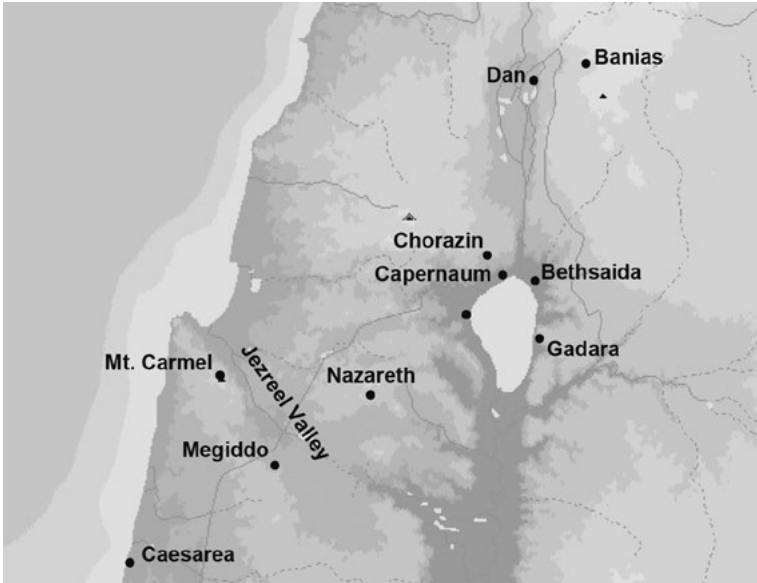 Banias
Dan
Chorazin
Capernaum
Bethsaida
Gadara
Mt. Carmel
Jezreel Valley
Nazareth
Megiddo
Caesarea